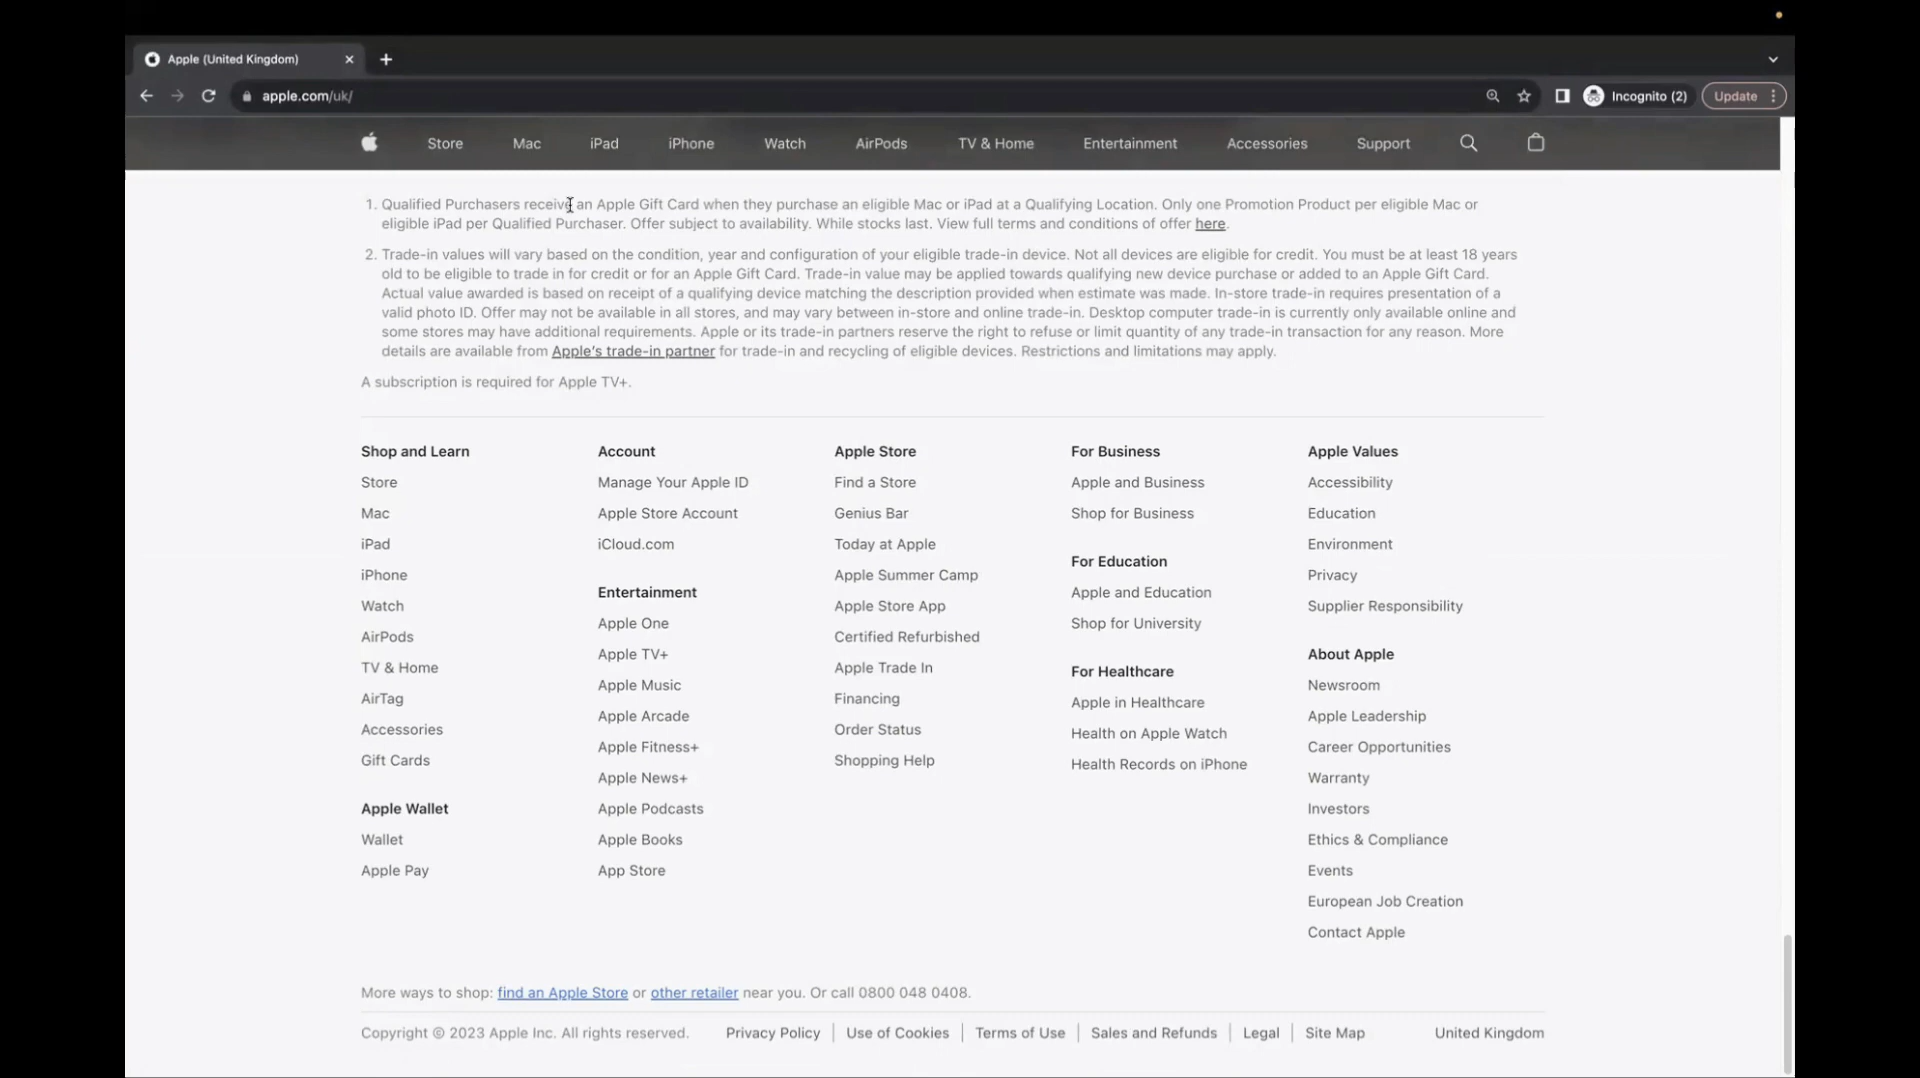 Apple (United Kingdom)
apple.com/uk/
Incognito (2)
Update
Store
Mac
iPad
iPhone
Watch
AirPods
TV & Home
Entertainment
Accessories
Support
1. Qualified Purchasers receive an Apple Gift Card when they purchase an eligible Mac or iPad at a Qualifying Location. Only one Promotion Product per eligible Mac or
eligible iPad per Qualified Purchaser. Offer subject to availability. While stocks last. View full terms and conditions of offer here.
2. Trade-in values will vary based on the condition, year and configuration of your eligible trade-in device. Not all devices are eligible for credit. You must be at least 18 years
old to be eligible to trade in for credit or for an Apple Gift Card. Trade-in value may be applied towards qualifying new device purchase or added to an Apple Gift Card.
Actual value awarded is based on receipt of a qualifying device matching the description provided when estimate was made. In-store trade-in requires presentation of a
valid photo ID. Offer may not be available in all stores, and may vary between in-store and online trade-in. Desktop computer trade-in is currently only available online and
some stores may have additional requirements. Apple or its trade-in partners reserve the right to refuse or limit quantity of any trade-in transaction for any reason. More
details are available from Apple's trade-in partner for trade-in and recycling of eligible devices. Restrictions and limitations may apply.
A subscription is required for Apple TV+.
Shop and Learn
Store
Mac
iPad
iPhone
Watch
AirPods
TV & Home
AirTag
Accessories
Gift Cards
Apple Wallet
Wallet
Apple Pay
Account
Manage Your Apple ID
Apple Store Account
iCloud.com
Entertainment
Apple One
Apple TV+
Apple Music
Apple Arcade
Apple Fitness+
Apple News+
Apple Podcasts
Apple Books
App Store
Apple Store
Find a Store
Genius Bar
Today at Apple
Apple Summer Camp
Apple Store App
Certified Refurbished
Apple Trade In
Financing
Order Status
Shopping Help
For Business
Apple and Business
Shop for Business
For Education
Apple and Education
Shop for University
For Healthcare
Apple in Healthcare
Health on Apple Watch
Health Records on iPhone
Apple Values
Accessibility
Education
Environment
Privacy
Supplier Responsibility
About Apple
Newsroom
Apple Leadership
Career Opportunities
Warranty
Investors
Ethics & Compliance
Events
European Job Creation
Contact Apple
More ways to shop: find an Apple Store or other retailer near you. Or call 0800 048 0408.
Copyright © 2023 Apple Inc. All rights reserved.
Privacy Policy
Use of Cookies
Terms of Use
Sales and Refunds
Legal
Site Map
United Kingdom